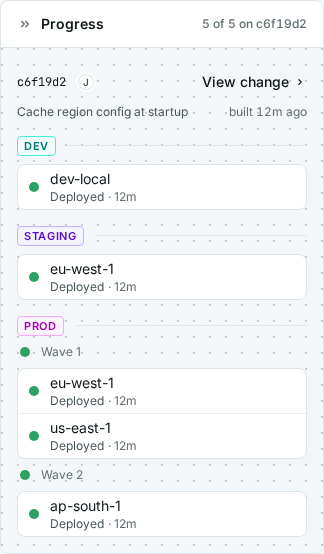 Progress 5 of 5 on c6f19d2
c6f19d2 J View change
Cache region config at startup built 12m ago
DEV
dev-local
Deployed · 12m
STAGING
eu-west-1
Deployed · 12m
PROD
Wave 1
eu-west-1
Deployed · 12m
us-east-1
Deployed · 12m
Wave 2
ap-south-1
Deployed · 12m